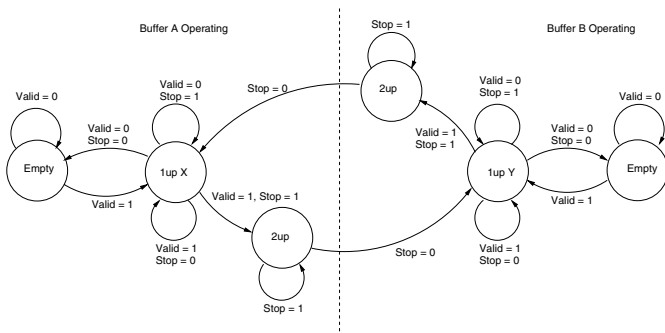 Buffer A Operating
Buffer B Operating
Stop = 1
Valid = 0
Valid = 0
Stop = 1
Stop = 0
2up
Valid = 0
Stop = 1
Valid = 0
Valid = 0
Stop = 0
Valid = 1
Stop = 1
Valid = 0
Stop = 0
Empty
1up X
1up Y
Empty
Valid = 1
Valid = 1, Stop = 1
Valid = 1
2up
Valid = 1
Stop = 0
Stop = 0
Valid = 1
Stop = 0
Stop = 1